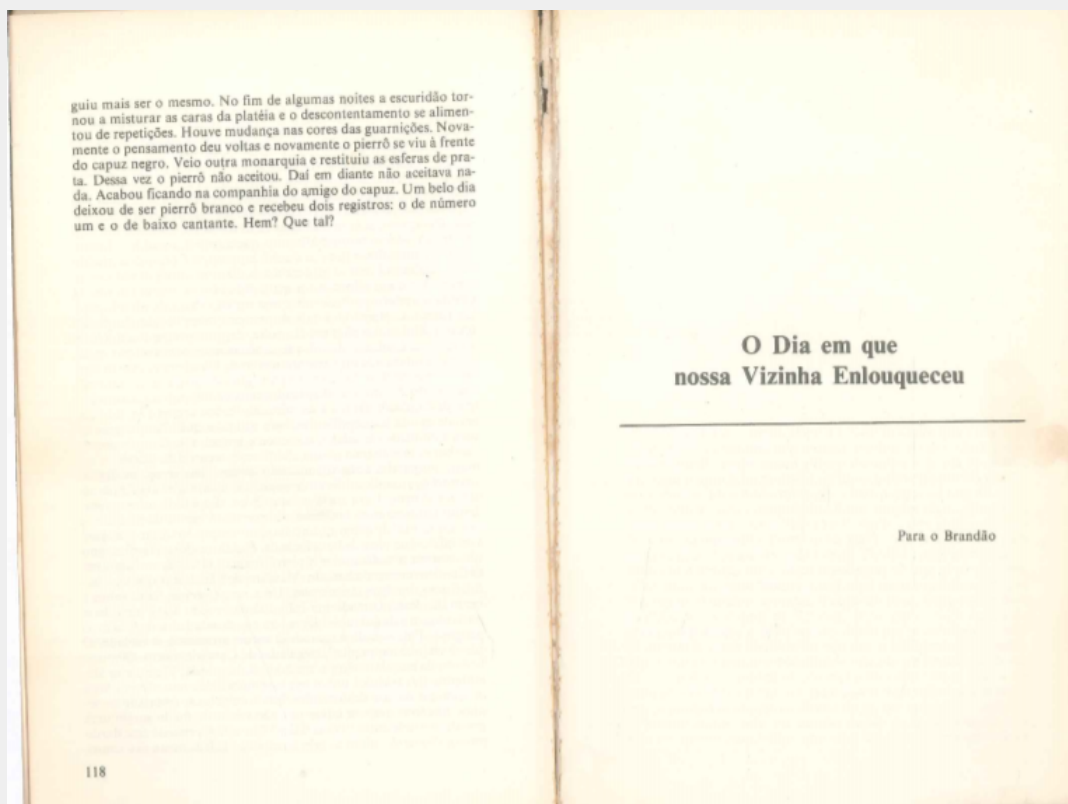 guiu mais ser o mesmo. No fim de algumas noites a escuridão tor-
nou a misturar as caras da platéia e o descontentamento se alimen-
tou de repetições. Houve mudança nas cores das guarnições. Nova-
mente o pensamento deu voltas e novamente o pierrô se viu à frente
do capuz negro. Veio outra monarquia e restituiu as esferas de pra-
ta. Dessa vez o pierrô não aceitou. Daí em diante não aceitava na-
da. Acabou ficando na companhia do amigo do capuz. Um belo dia
deixou de ser pierrô branco e recebeu dois registros: o de número
um e o de baixo cantante. Hem? Que tal?
118
O Dia em que
nossa Vizinha Enlouqueceu
Para o Brandão